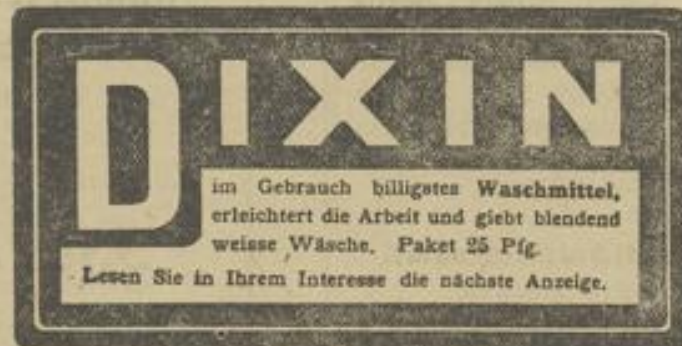 DIXIN
im Gebrauch billigstes Waschmittel,
erleichtert die Arbeit und giebt blendend
weisse Wäsche. Paket 25 Pfg.
Lesen Sie in Ihrem Interesse die nächste Anzeige.